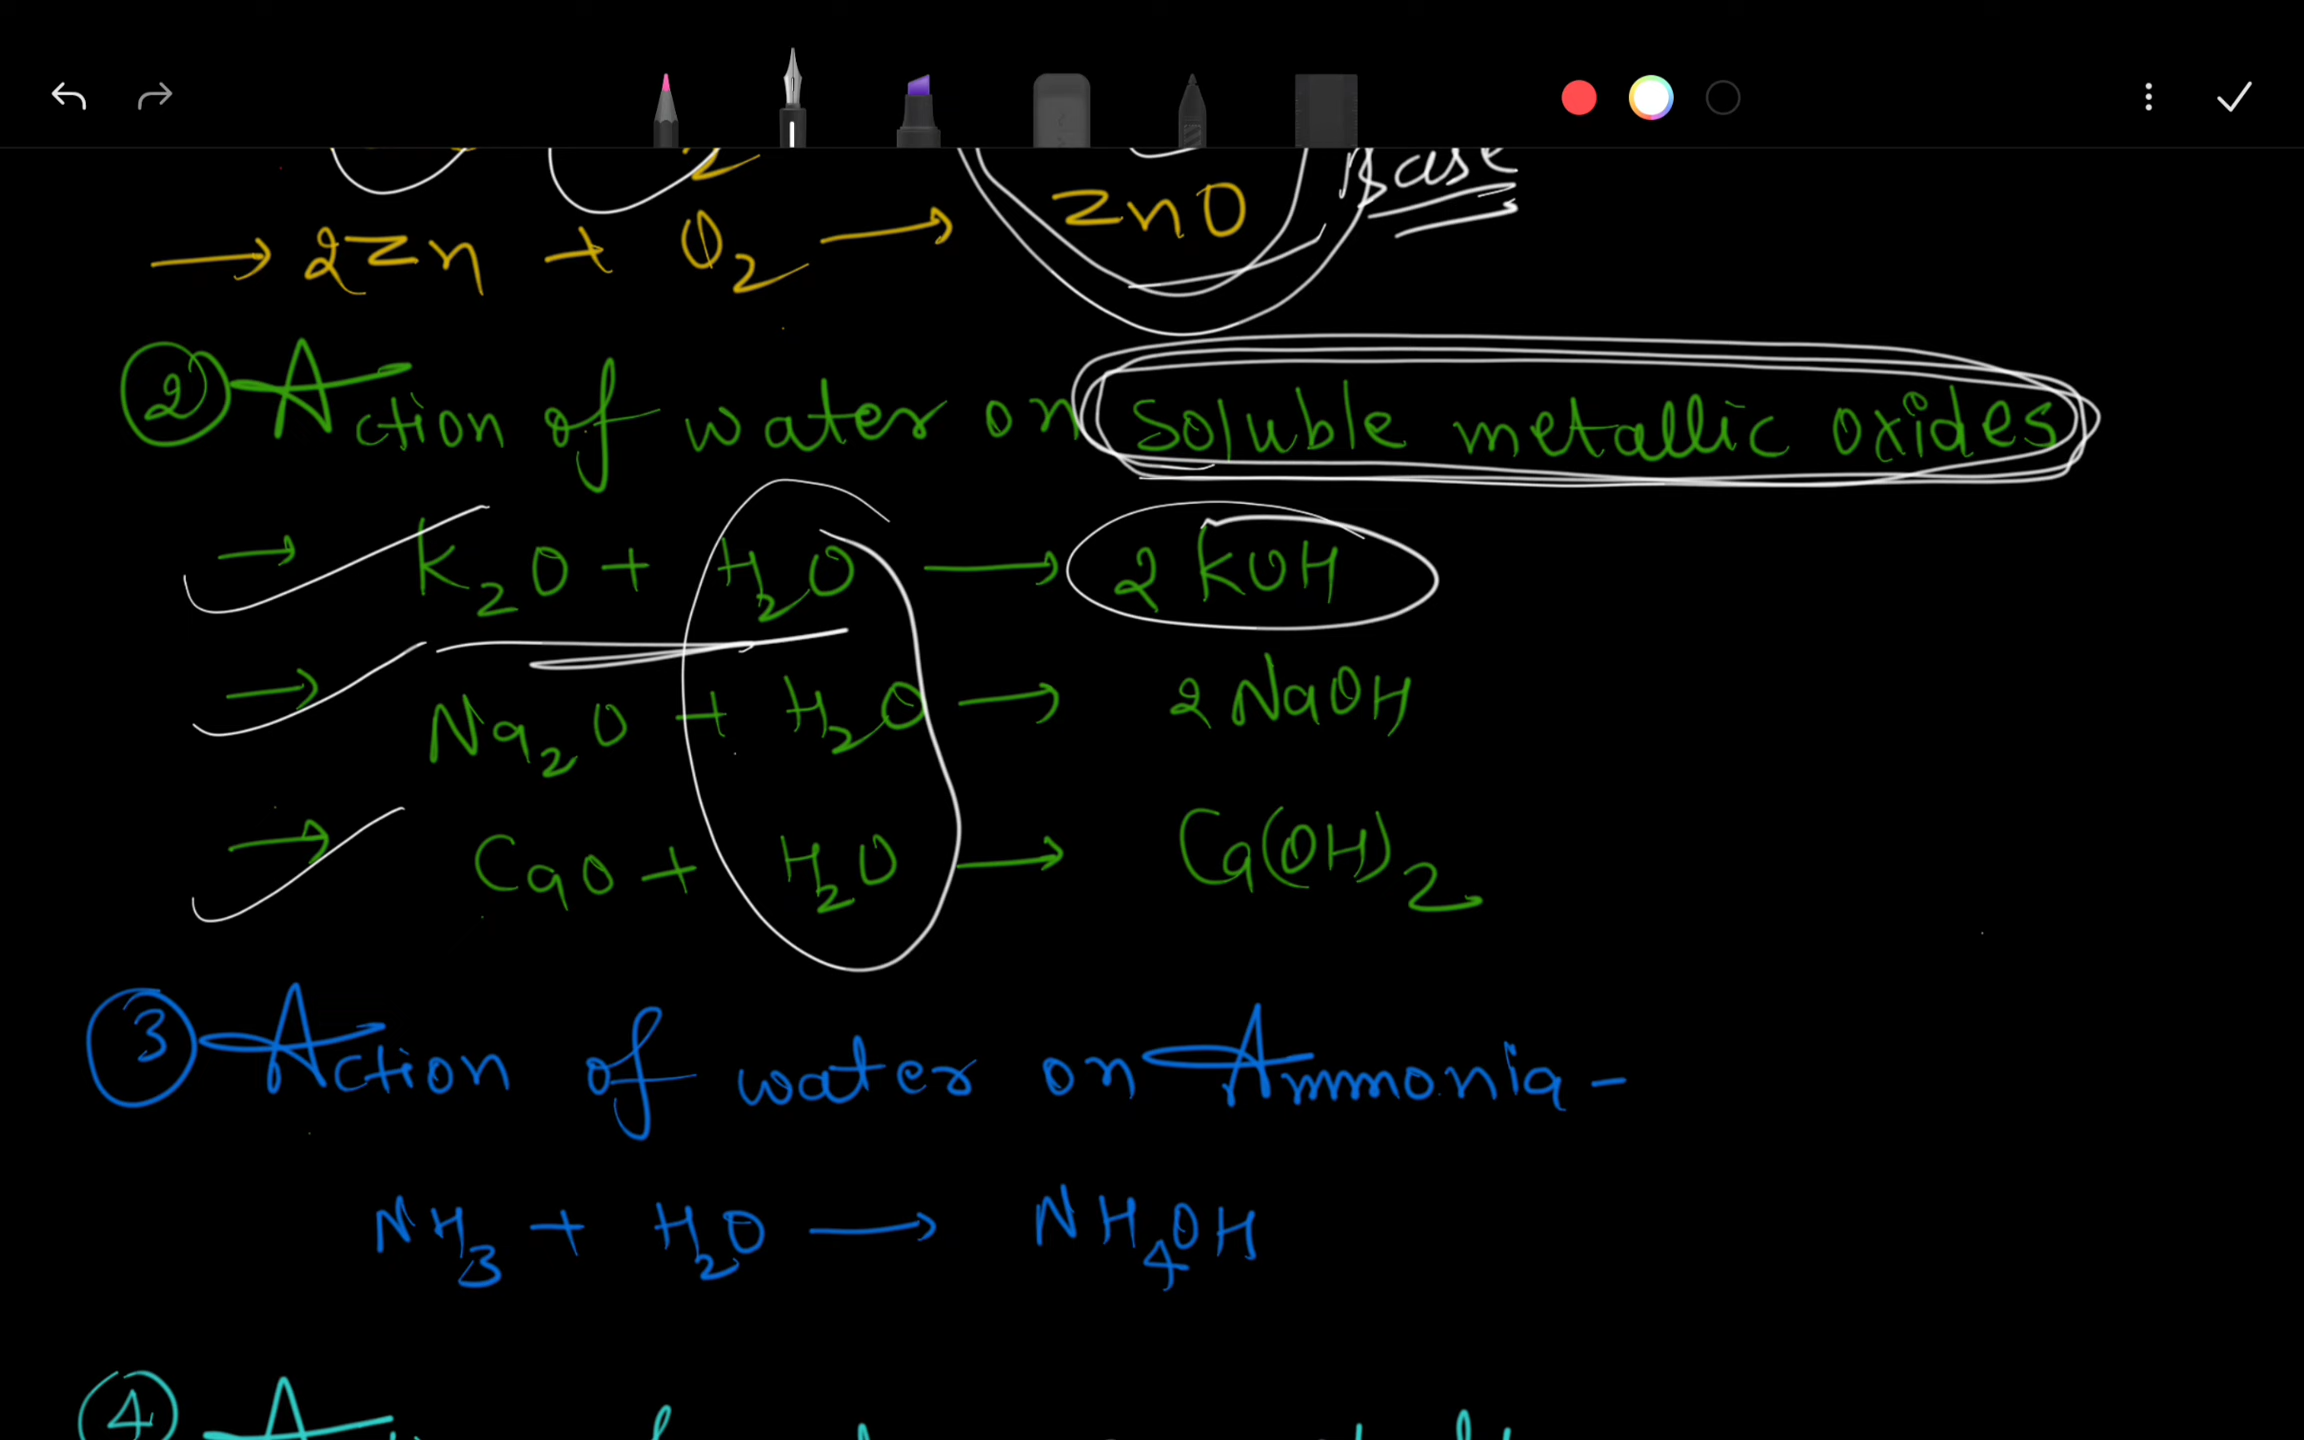 Base
→ 2Zn + O2 → ZnO
② Action of water on soluble metallic oxides
→ K2O + H2O → 2KOH
→ Na2O + H2O → 2NaOH
→ CaO + H2O → Ca(OH)2
③ Action of water on Ammonia -
NH3 + H2O → NH4OH
④